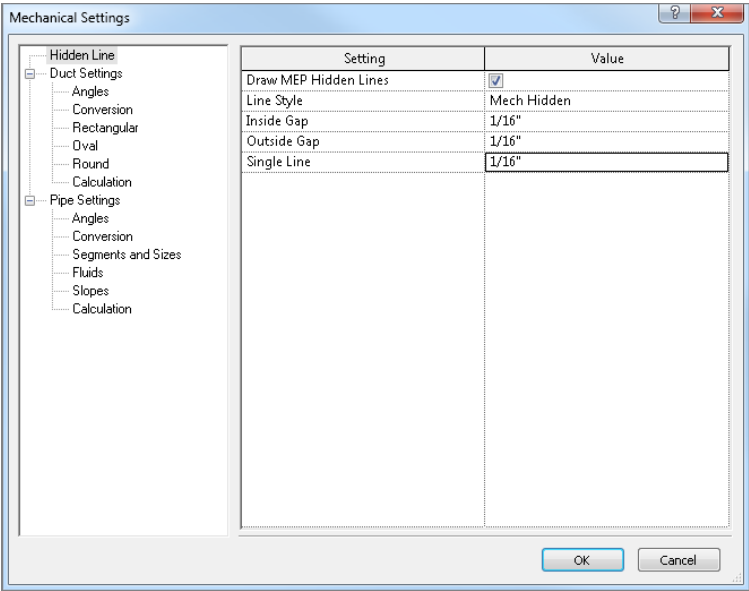 Mechanical Settings
?
Hidden Line
Duct Settings
Angles
Conversion
Rectangular
Oval
Round
Calculation
Pipe Settings
Angles
Conversion
Segments and Sizes
Fluids
Slopes
Calculation
Setting Value
Draw MEP Hidden Lines
Line Style Mech Hidden
Inside Gap 1/16"
Outside Gap 1/16"
Single Line 1/16"
OK Cancel